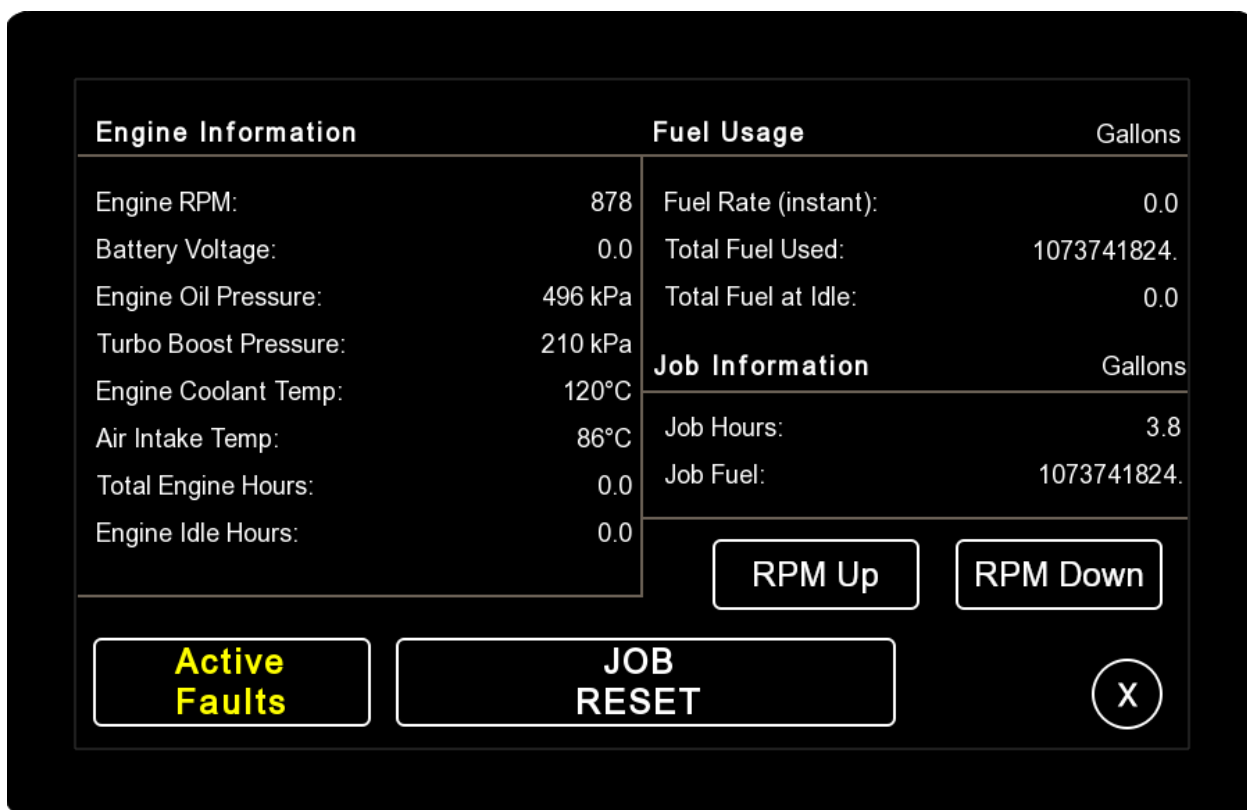 Engine Information
Engine RPM: 878
Battery Voltage: 0.0
Engine Oil Pressure: 496 kPa
Turbo Boost Pressure: 210 kPa
Engine Coolant Temp: 120°C
Air Intake Temp: 86°C
Total Engine Hours: 0.0
Engine Idle Hours: 0.0
Fuel Usage Gallons
Fuel Rate (instant): 0.0
Total Fuel Used: 1073741824.
Total Fuel at Idle: 0.0
Job Information Gallons
Job Hours: 3.8
Job Fuel: 1073741824.
RPM Up RPM Down
Active
Faults
JOB
RESET
X